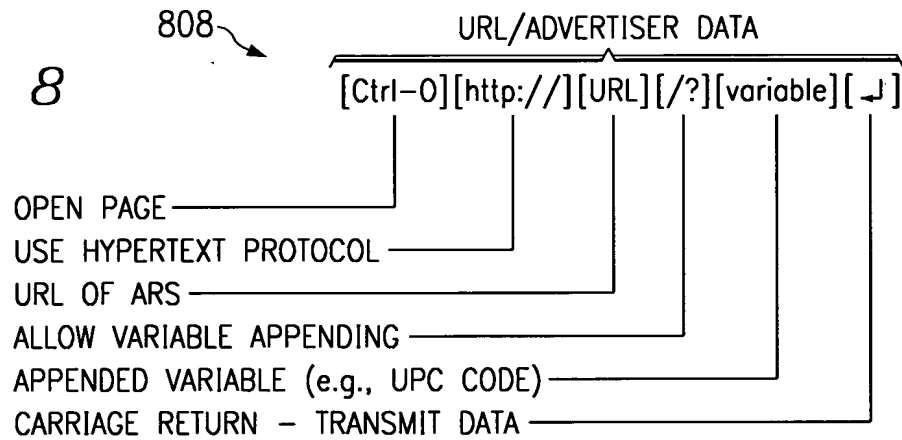 808
URL/ADVERTISER DATA
8
[Ctrl-O][http://][URL][/?][variable][↵]
OPEN PAGE
USE HYPERTEXT PROTOCOL
URL OF ARS
ALLOW VARIABLE APPENDING
APPENDED VARIABLE (e.g., UPC CODE)
CARRIAGE RETURN - TRANSMIT DATA